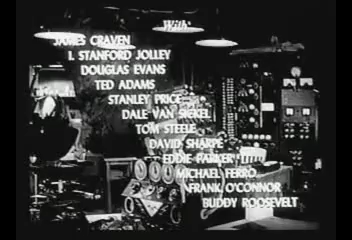 With
JAMES CRAVEN
I. STANFORD JOLLEY
DOUGLAS EVANS
TED ADAMS
STANLEY PRICE
DALE VAN SICKEL
TOM STEELE
DAVID SHARPE
EDDIE PARKER
MICHAEL FERRO
FRANK O'CONNOR
BUDDY ROOSEVELT